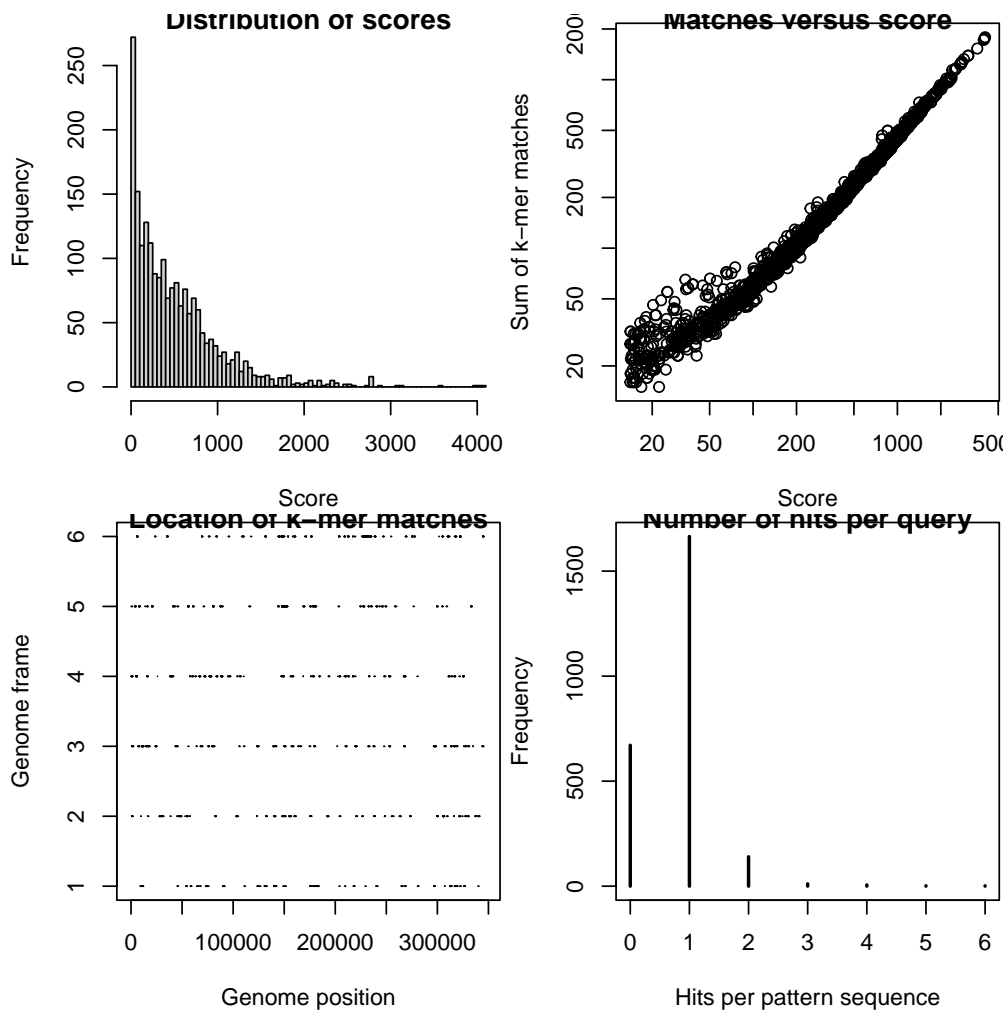 Distribution of scores
Frequency
0 50 100 150 200 250
0 1000 2000 3000 4000
Score
Matches versus score
Sum of k−mer matches
20 50 200 500 200
20 50 200 1000 500
Score
Location of k−mer matches
Genome frame
1 2 3 4 5 6
0 100000 200000 300000
Genome position
Number of hits per query
Frequency
0 500 1000 1500
0 1 2 3 4 5 6
Hits per pattern sequence